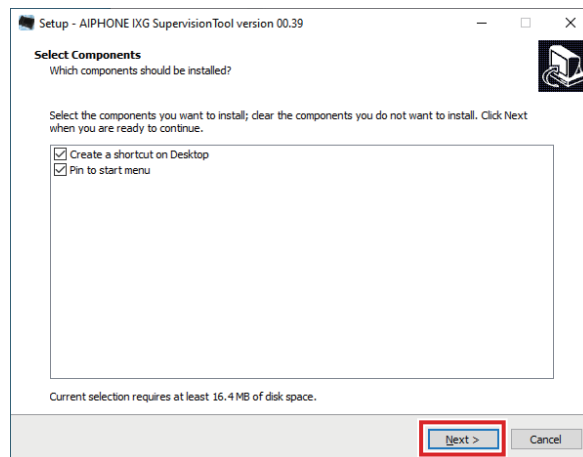 Setup - AIPHONE IXG SupervisionTool version 00.39
Select Components
Which components should be installed?
Select the components you want to install; clear the components you do not want to install. Click Next
when you are ready to continue.
Create a shortcut on Desktop
Pin to start menu
Current selection requires at least 16.4 MB of disk space.
Next >
Cancel